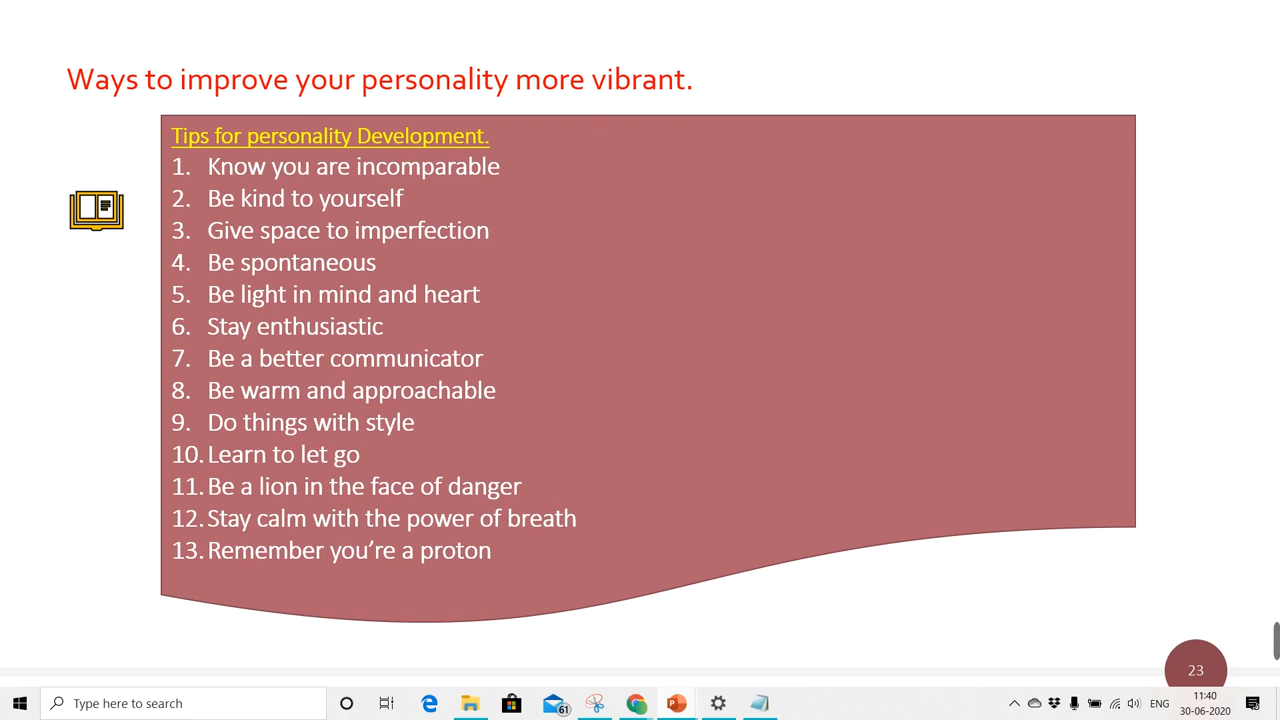 Ways to improve your personality more vibrant.
Tips for personality Development.
1. Know you are incomparable
2. Be kind to yourself
3. Give space to imperfection
4. Be spontaneous
5. Be light in mind and heart
6. Stay enthusiastic
7. Be a better communicator
8. Be warm and approachable
9. Do things with style
10. Learn to let go
11. Be a lion in the face of danger
12. Stay calm with the power of breath
13. Remember you’re a proton
23
Type here to search
61
ENG
11:40
30-06-2020